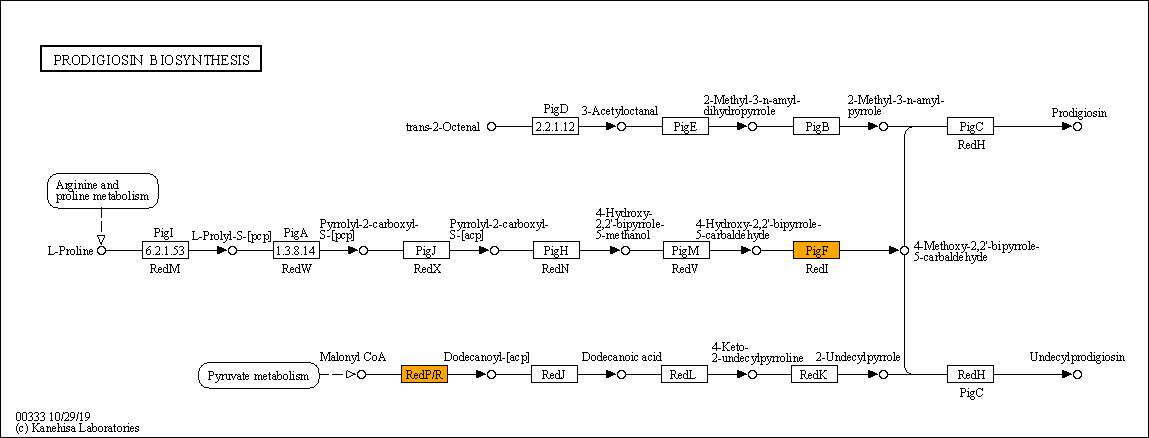 PRODIGIOSIN BIOSYNTHESIS
PigD
3-Acetyloctanal
2-Methyl-3-n-amyl-
dihydropyrrole
2-Methyl-3-n-amyl-
pyrrole
Prodigiosin
trans-2-Octenal
2.2.1.12
PigE
PigB
PigC
RedH
Arginine and
proline metabolism
PigI
L-Prolyl-S-[pcp]
PigA
Pyrrolyl-2-carboxyl-
S-[pcp]
Pyrrolyl-2-carboxyl-
S-[acp]
4-Hydroxy-
2,2'-bipyrrole-
5-methanol
4-Hydroxy-2,2'-bipyrrole-
5-carbaldehyde
L-Proline
6.2.1.53
1.3.8.14
PigJ
PigH
PigM
PigF
4-Methoxy-2,2'-bipyrrole-
5-carbaldehyde
RedM
RedW
RedX
RedN
RedV
RedI
Malonyl CoA
Dodecanoyl-[acp]
Dodecanoic acid
4-Keto-
2-undecylpyrroline
2-Undecylpyrrole
Undecylprodigiosin
Pyruvate metabolism
RedP/R
RedJ
RedL
RedK
RedH
PigC
00333 10/29/19
(c) Kanehisa Laboratories